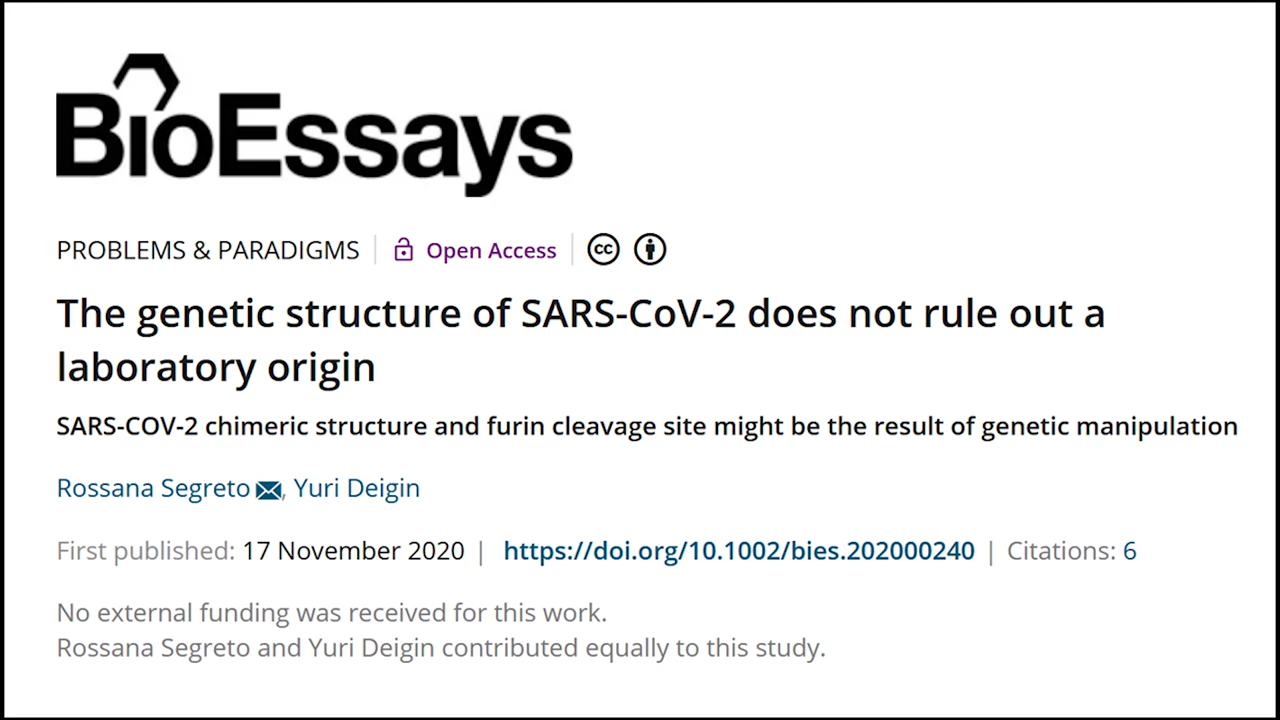 BioEssays
PROBLEMS & PARADIGMS | Open Access | CC
The genetic structure of SARS-CoV-2 does not rule out a
laboratory origin
SARS-COV-2 chimeric structure and furin cleavage site might be the result of genetic manipulation
Rossana Segreto, Yuri Deigin
First published: 17 November 2020 | https://doi.org/10.1002/bies.202000240 | Citations: 6
No external funding was received for this work.
Rossana Segreto and Yuri Deigin contributed equally to this study.